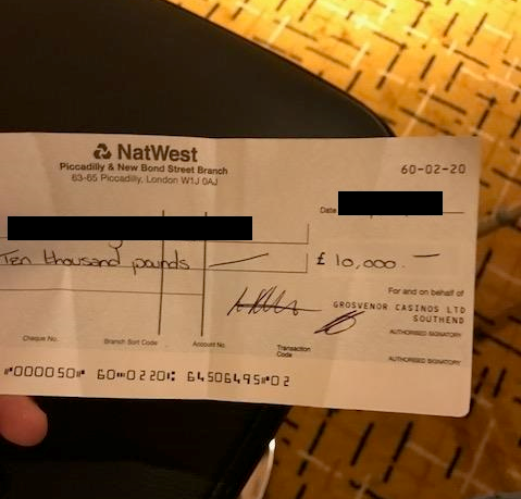 NatWest
Piccadilly & New Bond Street Branch
63-65 Piccadilly, London W1J 0AJ
60-02-20
Date
Ten thousand pounds
£ 10,000.—
For and on behalf of
GROSVENOR CASINOS LTD
SOUTHEND
AUTHORISED SIGNATORY
Cheque No.
Branch Sort Code
Account No.
Transaction Code
AUTHORISED SIGNATORY
⑈000050⑈ 60⑉0220⑆ 64506495⑈02